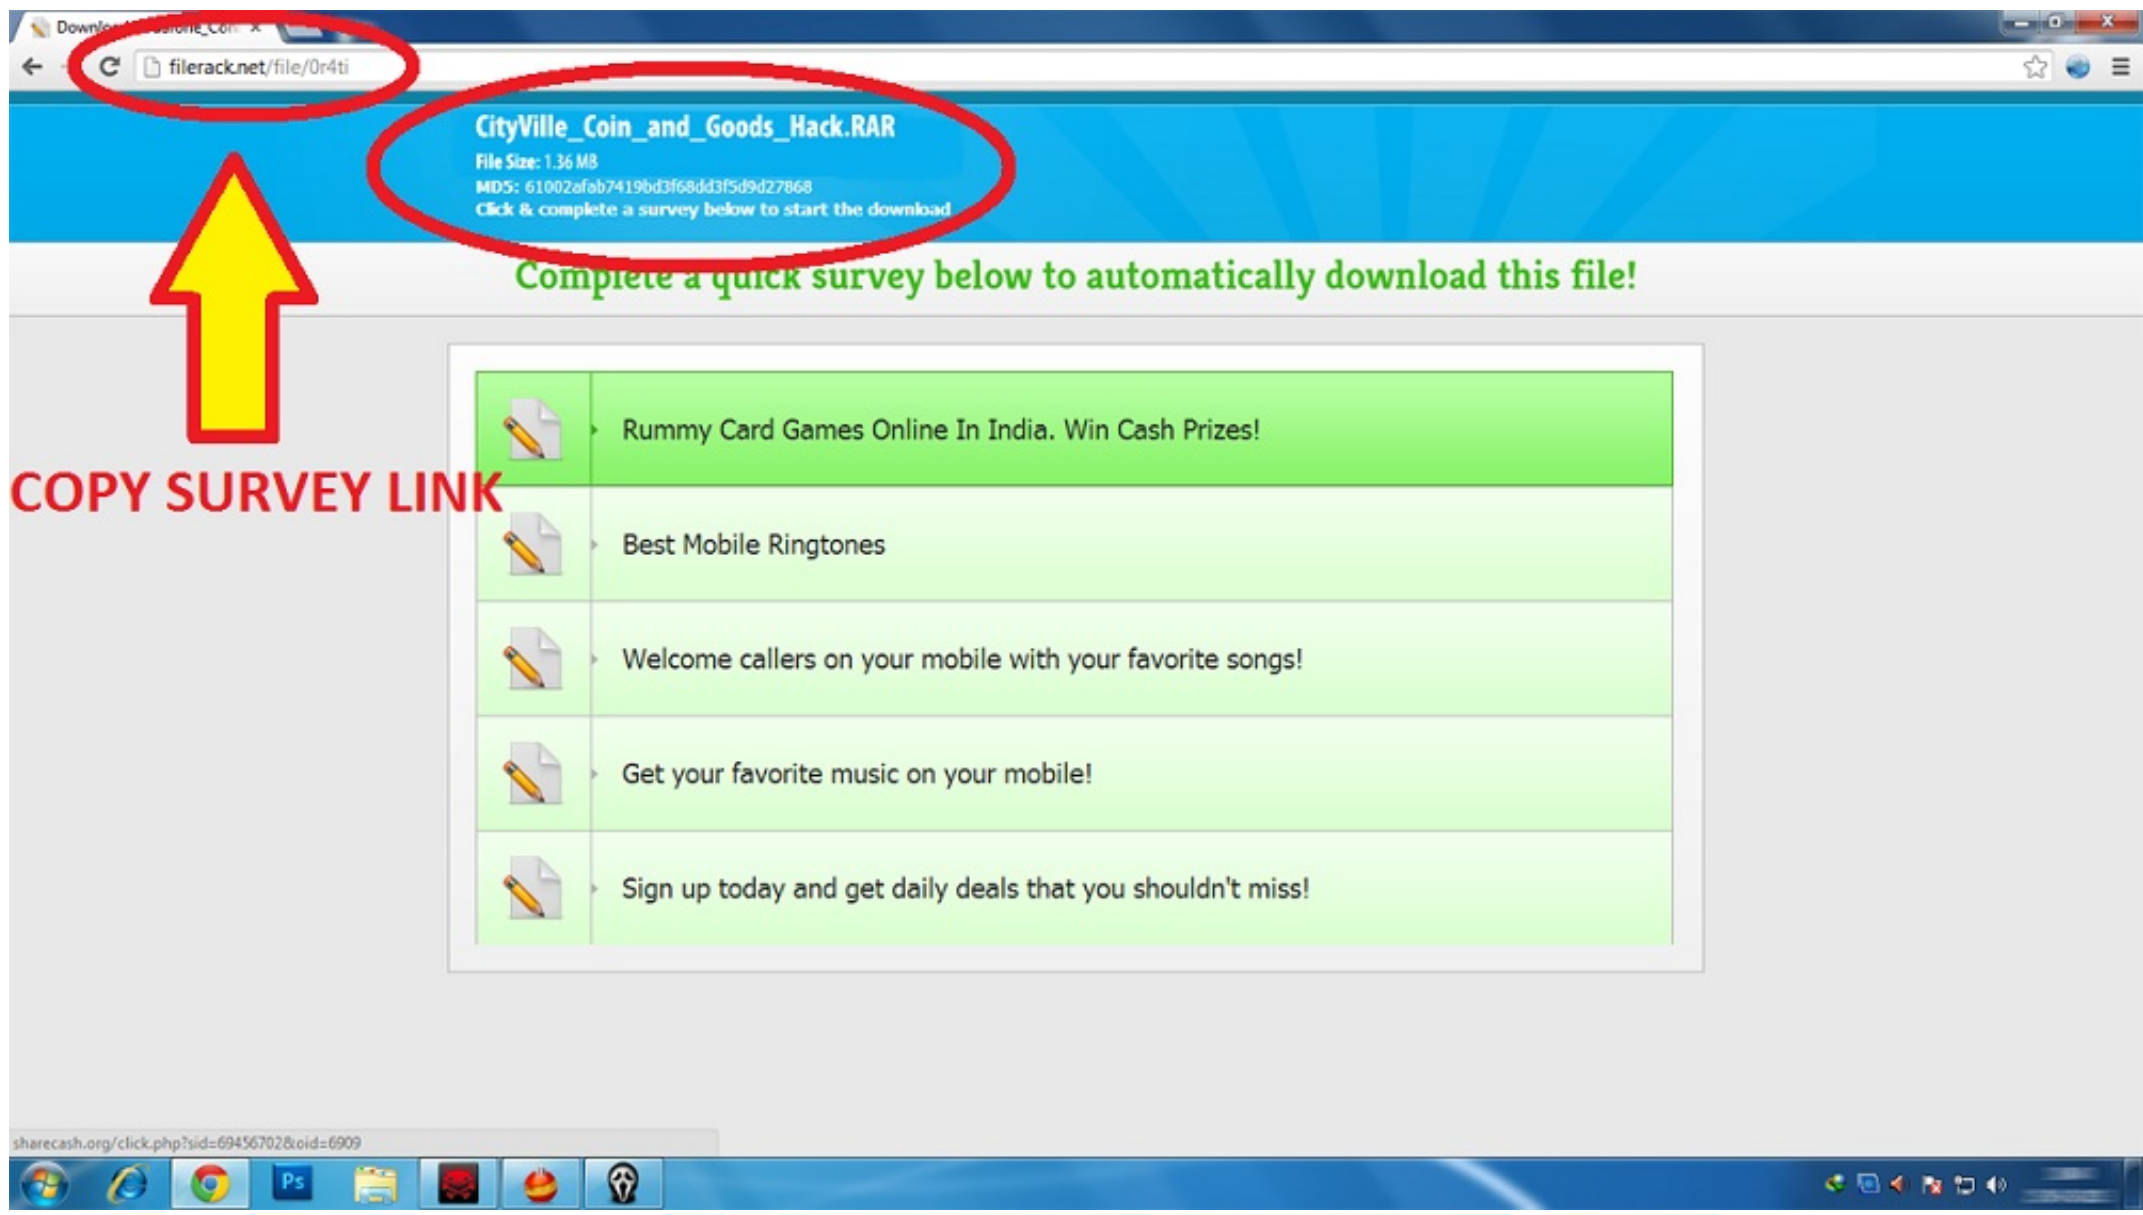 filerack.net/file/0r4ti
CityVille_Coin_and_Goods_Hack.RAR
File Size: 1.36 MB
MD5: 61002afab7419bd3f68dd3f5d9d27868
Click & complete a survey below to start the download
Complete a quick survey below to automatically download this file!
Rummy Card Games Online In India. Win Cash Prizes!
COPY SURVEY LINK
Best Mobile Ringtones
Welcome callers on your mobile with your favorite songs!
Get your favorite music on your mobile!
Sign up today and get daily deals that you shouldn't miss!
sharecash.org/click.php?sid=69456702&oid=6909
Ps